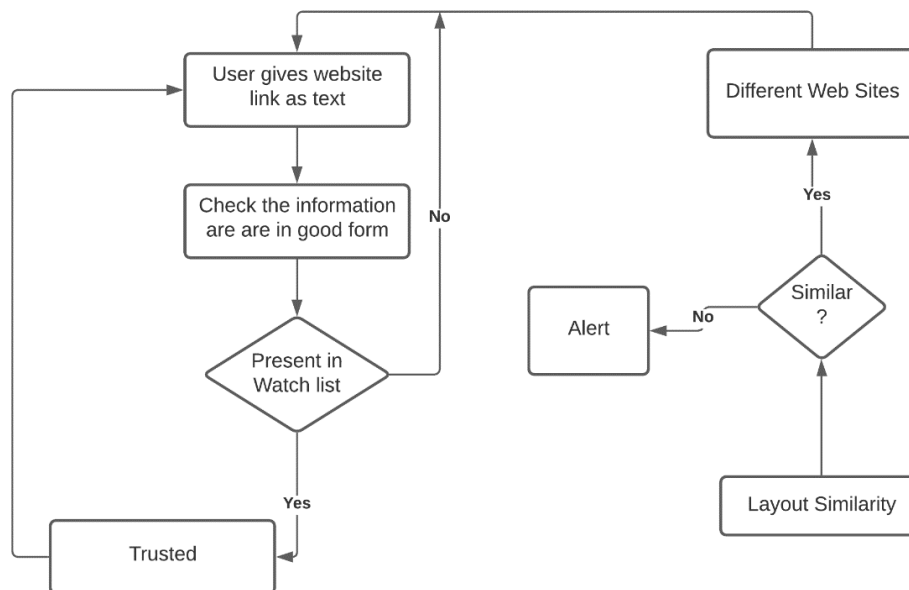 User gives website
link as text
Check the information
are are in good form
No
Present in
Watch list
Yes
Trusted
Different Web Sites
Yes
Similar
?
No
Alert
Layout Similarity